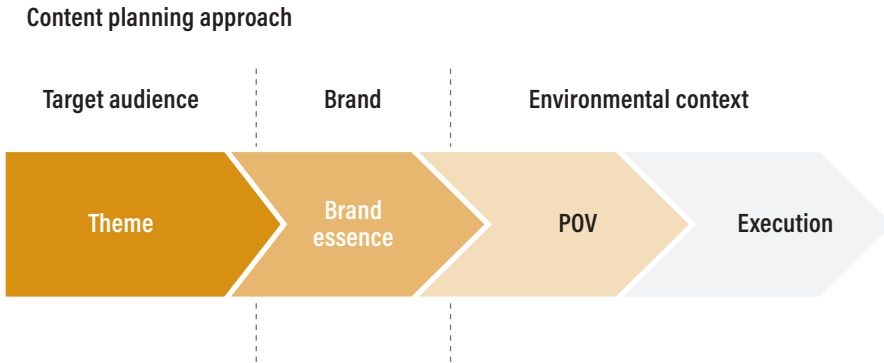 Content planning approach
Target audience
Brand
Environmental context
Theme
Brand
essence
POV
Execution